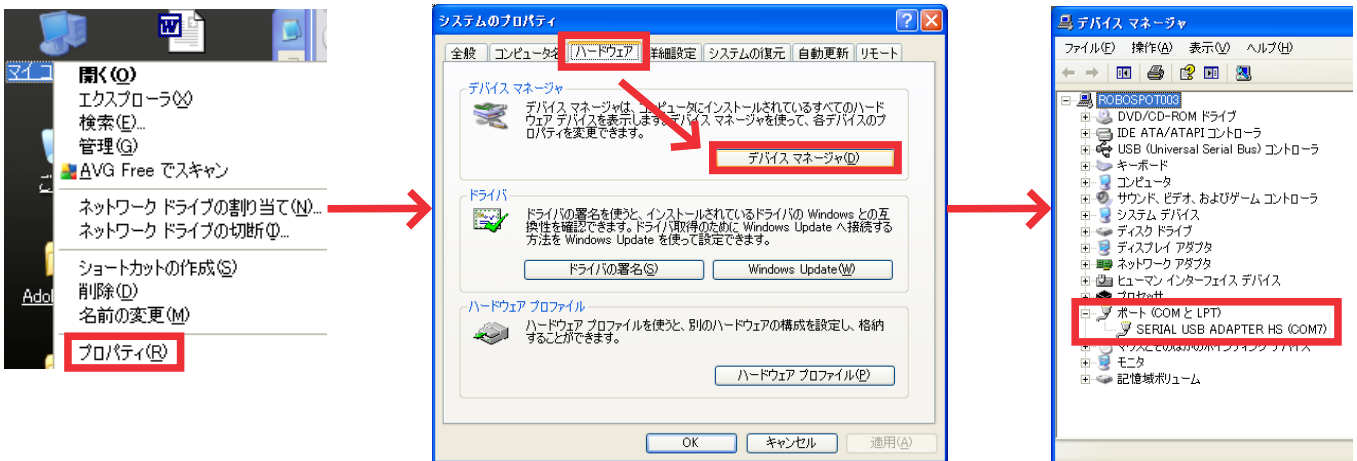 マイコ
開く(O)
エクスプローラ(X)
検索(E)...
管理(G)
AVG Free でスキャン
ネットワーク ドライブの割り当て(N)...
ネットワーク ドライブの切断(I)...
ショートカットの作成(S)
削除(D)
名前の変更(M)
プロパティ(R)
Adol
システムのプロパティ
全般
コンピュータ名
ハードウェア
詳細設定
システムの復元
自動更新
リモート
デバイス マネージャ
デバイス マネージャは、コンピュータにインストールされているすべてのハード
ウェア デバイスを表示します。デバイス マネージャを使って、各デバイスのプ
ロパティを変更できます。
デバイス マネージャ(D)
ドライバ
ドライバの署名を使うと、インストールされているドライバの Windows との互
換性を確認できます。ドライバ取得のために Windows Update へ接続する
方法を Windows Update を使って設定できます。
ドライバの署名(S)
Windows Update(W)
ハードウェア プロファイル
ハードウェア プロファイルを使うと、別のハードウェアの構成を設定し、格納
することができます。
ハードウェア プロファイル(P)
OK
キャンセル
適用(A)
デバイス マネージャ
ファイル(F) 操作(A) 表示(V) ヘルプ(H)
ROBOSPOT003
DVD/CD-ROM ドライブ
IDE ATA/ATAPI コントローラ
USB (Universal Serial Bus) コントローラ
キーボード
コンピュータ
サウンド、ビデオ、およびゲーム コントローラ
システム デバイス
ディスク ドライブ
ディスプレイ アダプタ
ネットワーク アダプタ
ヒューマン インターフェイス デバイス
プロセッサ
ポート (COM と LPT)
SERIAL USB ADAPTER HS (COM7)
マウスとそのほかのポインティング デバイス
モニタ
記憶域ボリューム